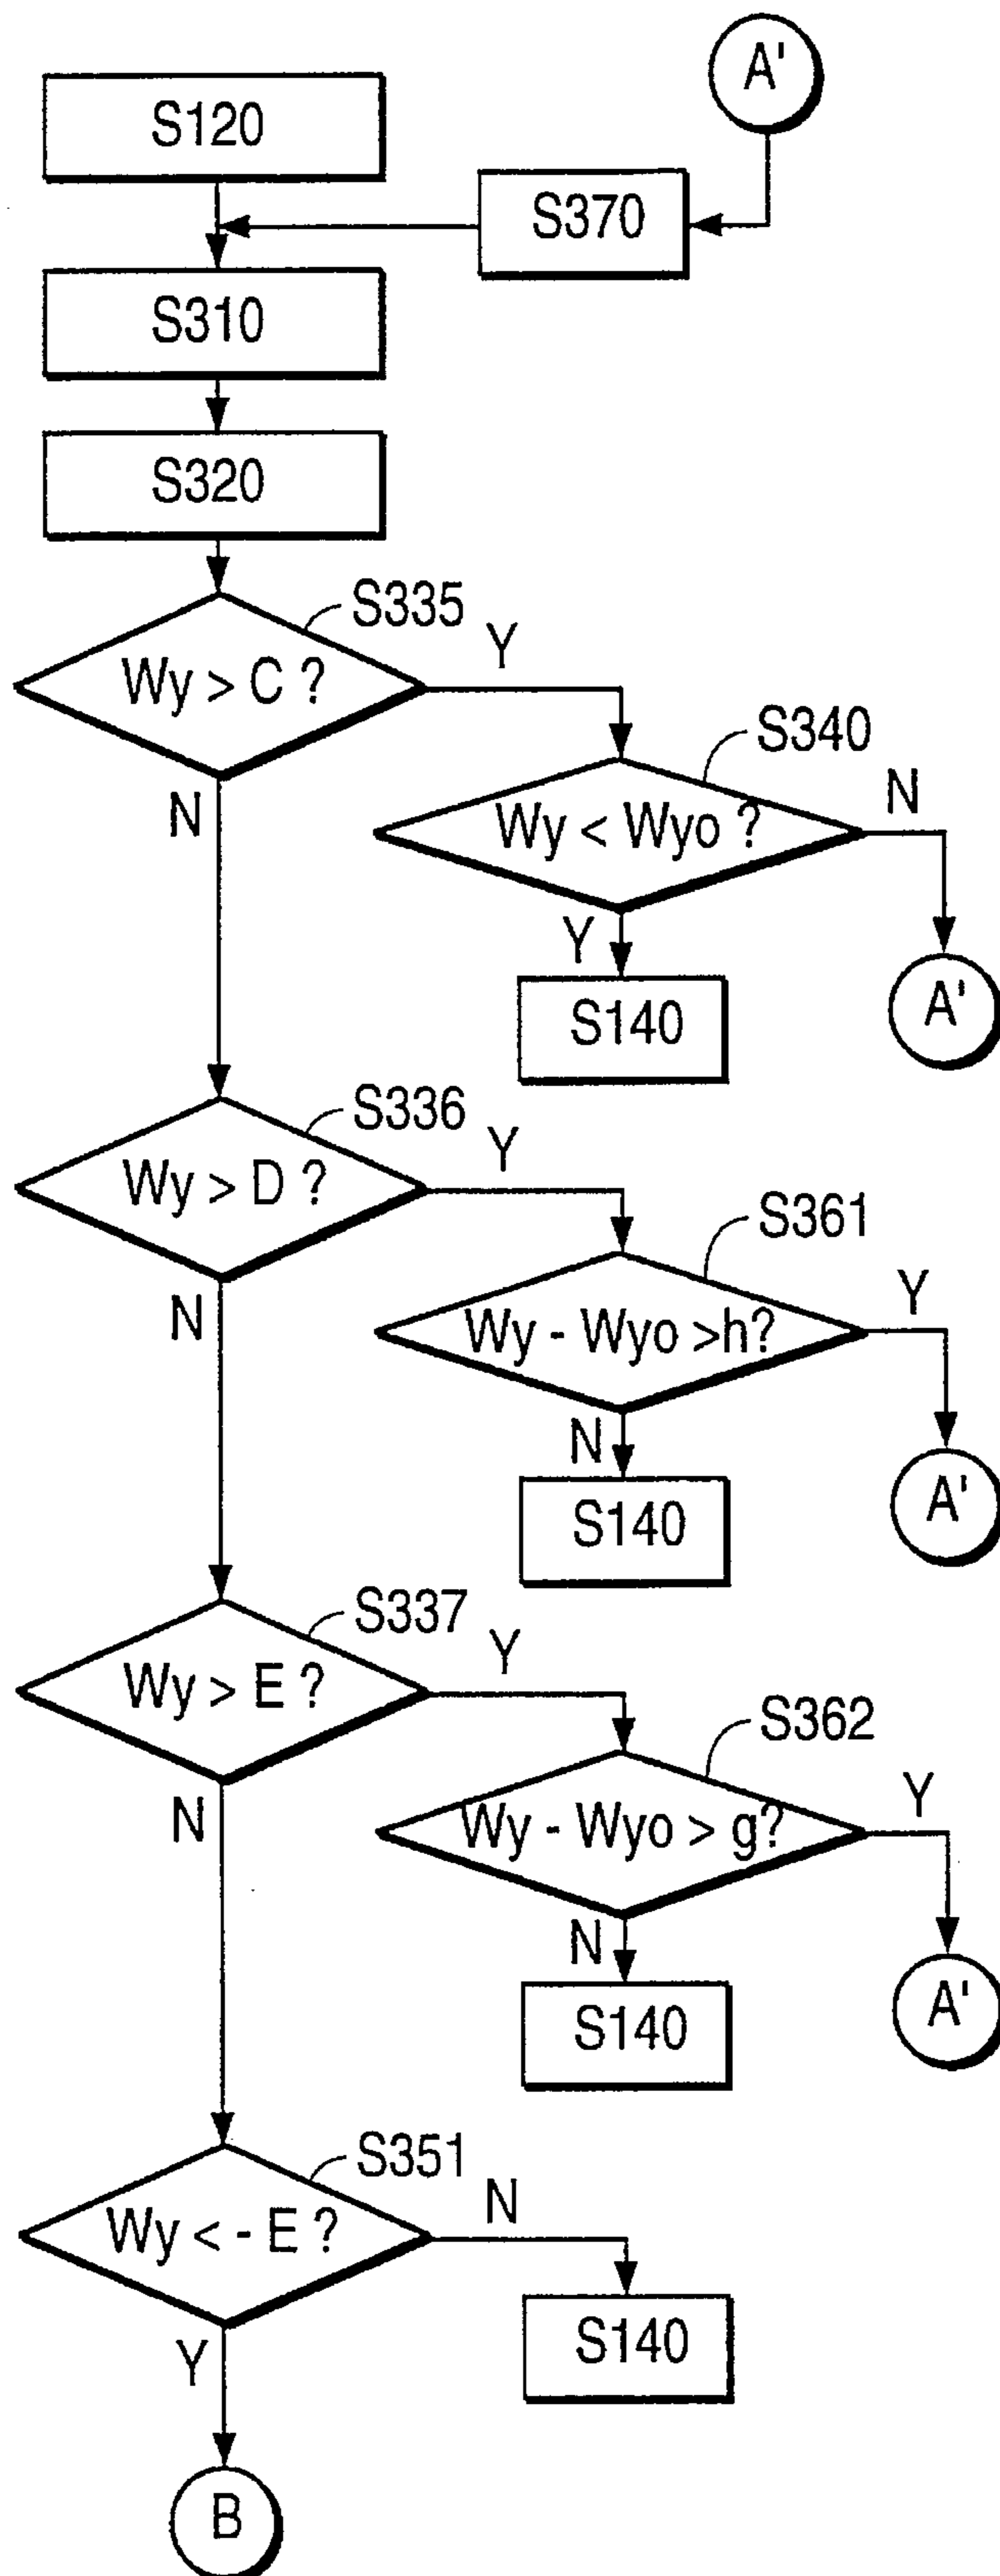 A'
S120
S370
S310
S320
S335
Wy > C ?
Y
N
S340
Wy < Wyo ?
N
Y
S140
A'
S336
Wy > D ?
Y
N
S361
Wy - Wyo >h?
Y
N
S140
A'
S337
Wy > E ?
Y
N
S362
Wy - Wyo > g?
Y
N
S140
A'
S351
Wy < - E ?
N
S140
Y
B